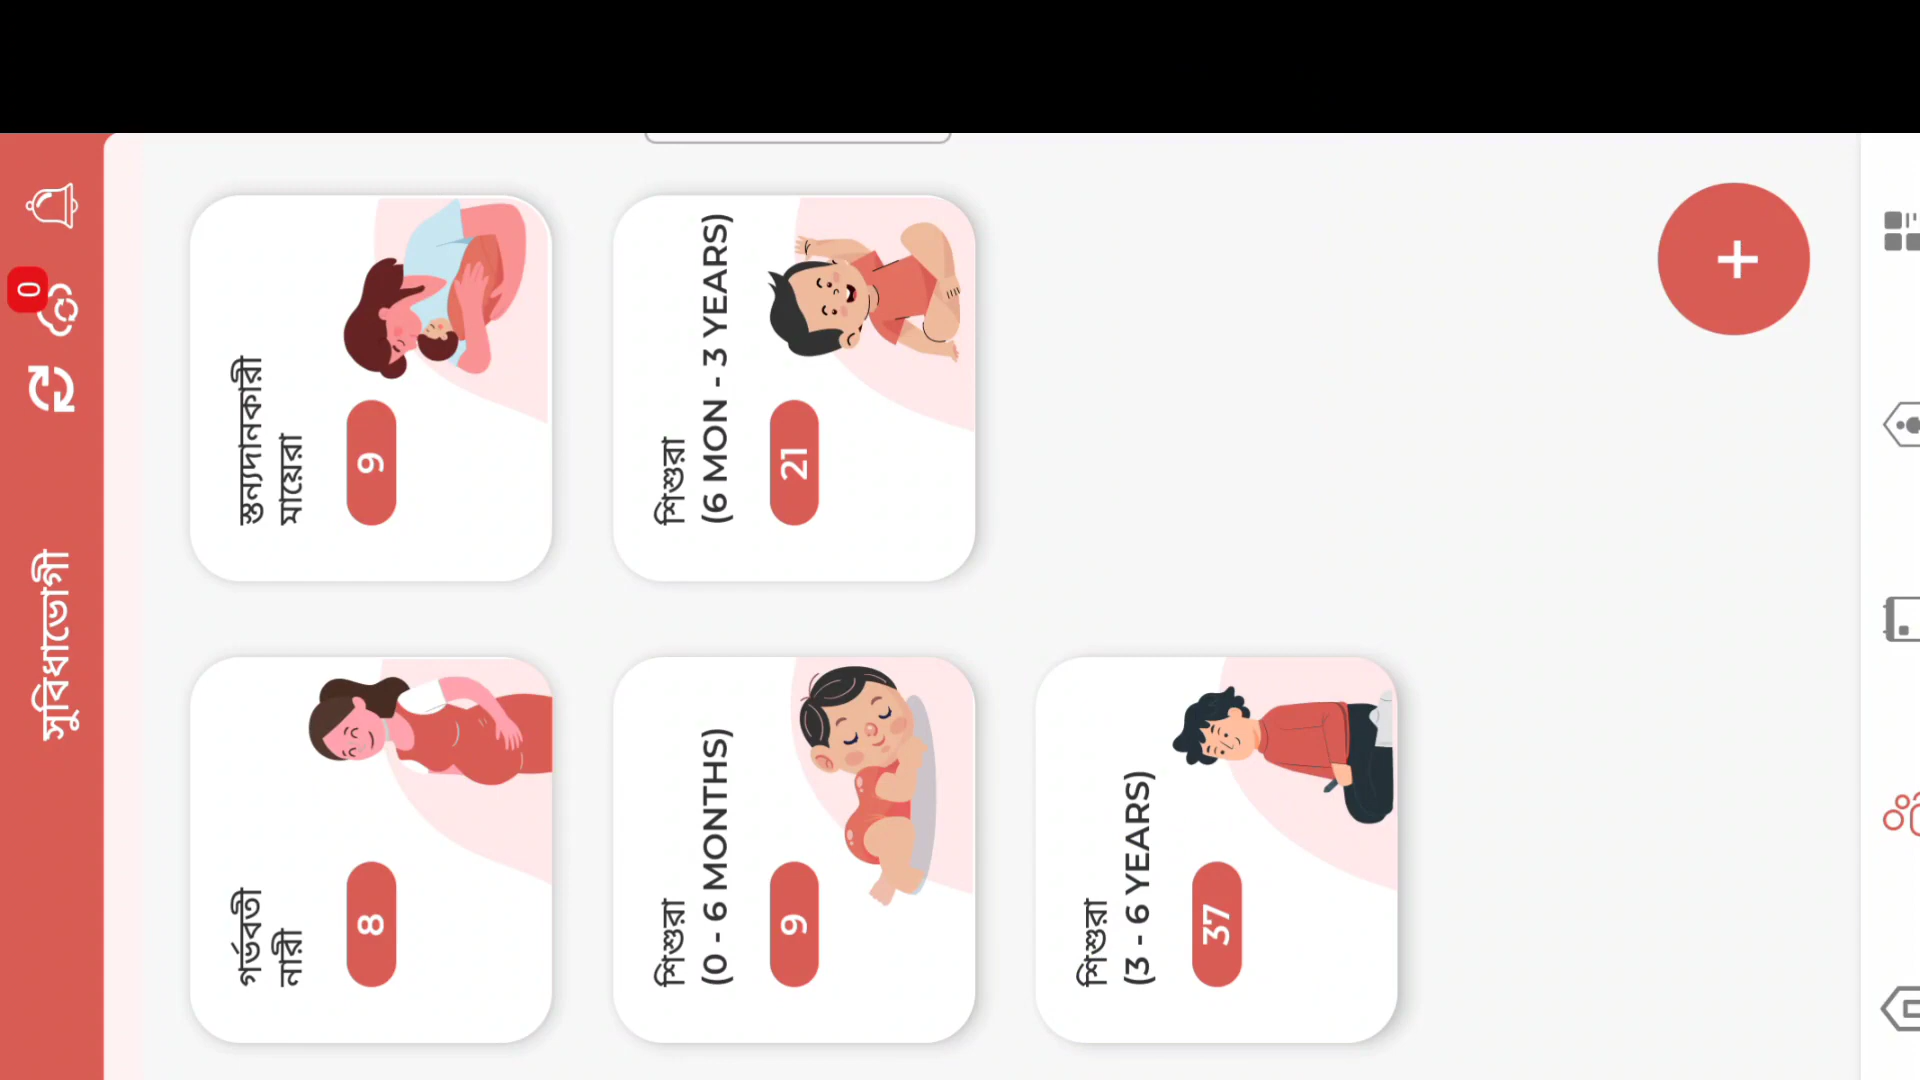 সুবিধাভোগী
0
গর্ভবতী
নারী
8
স্তন্যদানকারী
মায়েরা
9
শিশুরা
(0 - 6 MONTHS)
9
শিশুরা
(6 MON - 3 YEARS)
21
শিশুরা
(3 - 6 YEARS)
37
+